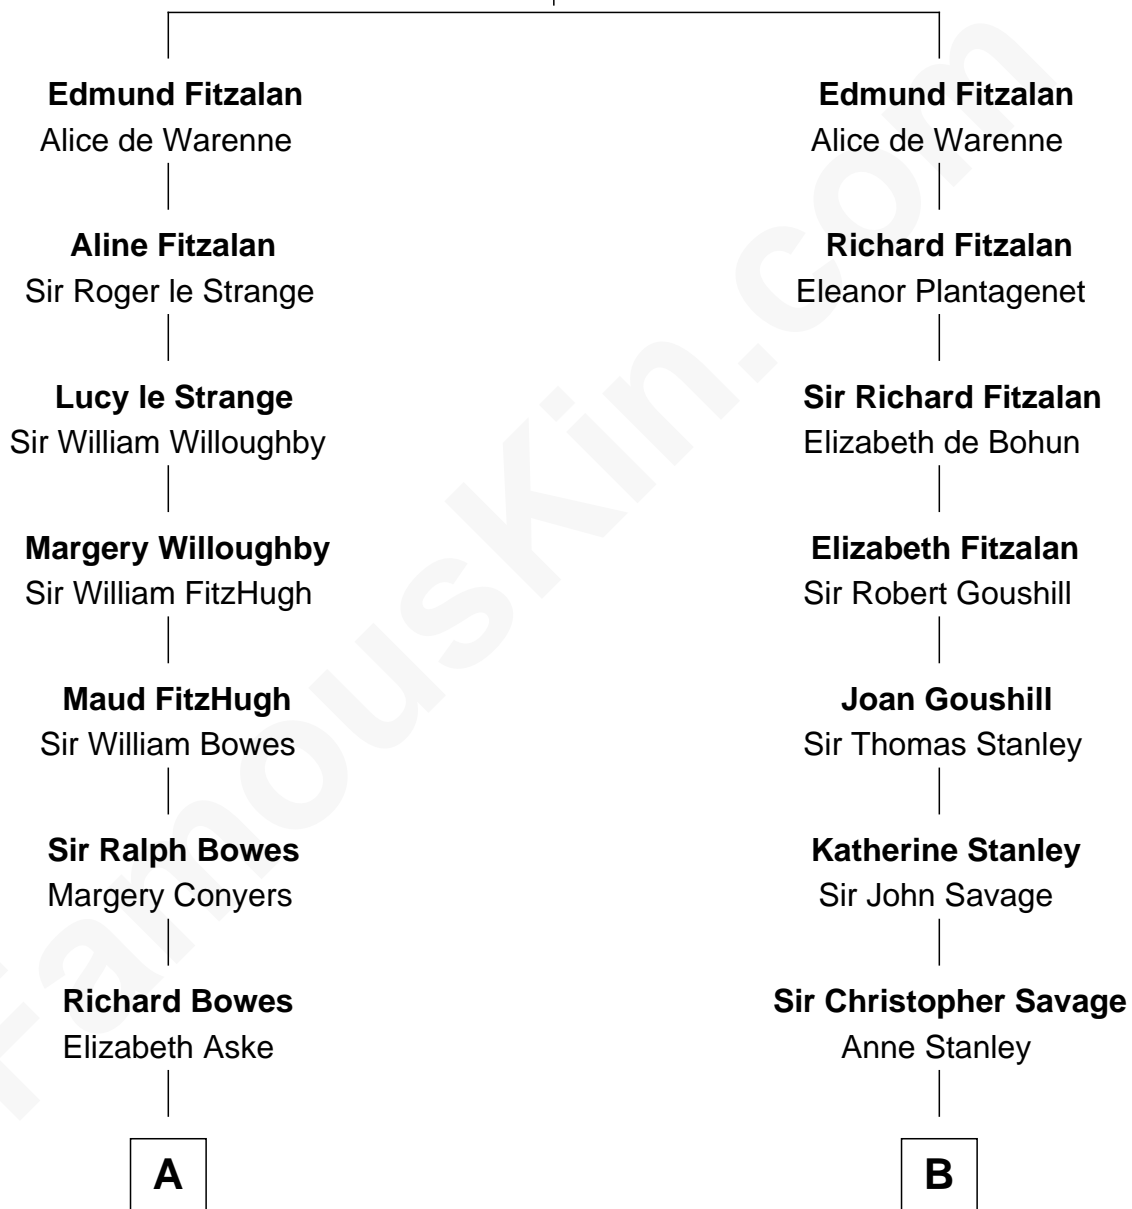 Edmund Fitzalan
Alice de Warenne
Aline Fitzalan
Sir Roger le Strange
Lucy le Strange
Sir William Willoughby
Margery Willoughby
Sir William FitzHugh
Maud FitzHugh
Sir William Bowes
Sir Ralph Bowes
Margery Conyers
Richard Bowes
Elizabeth Aske
A
Edmund Fitzalan
Alice de Warenne
Richard Fitzalan
Eleanor Plantagenet
Sir Richard Fitzalan
Elizabeth de Bohun
Elizabeth Fitzalan
Sir Robert Goushill
Joan Goushill
Sir Thomas Stanley
Katherine Stanley
Sir John Savage
Sir Christopher Savage
Anne Stanley
B
FamousKin.com